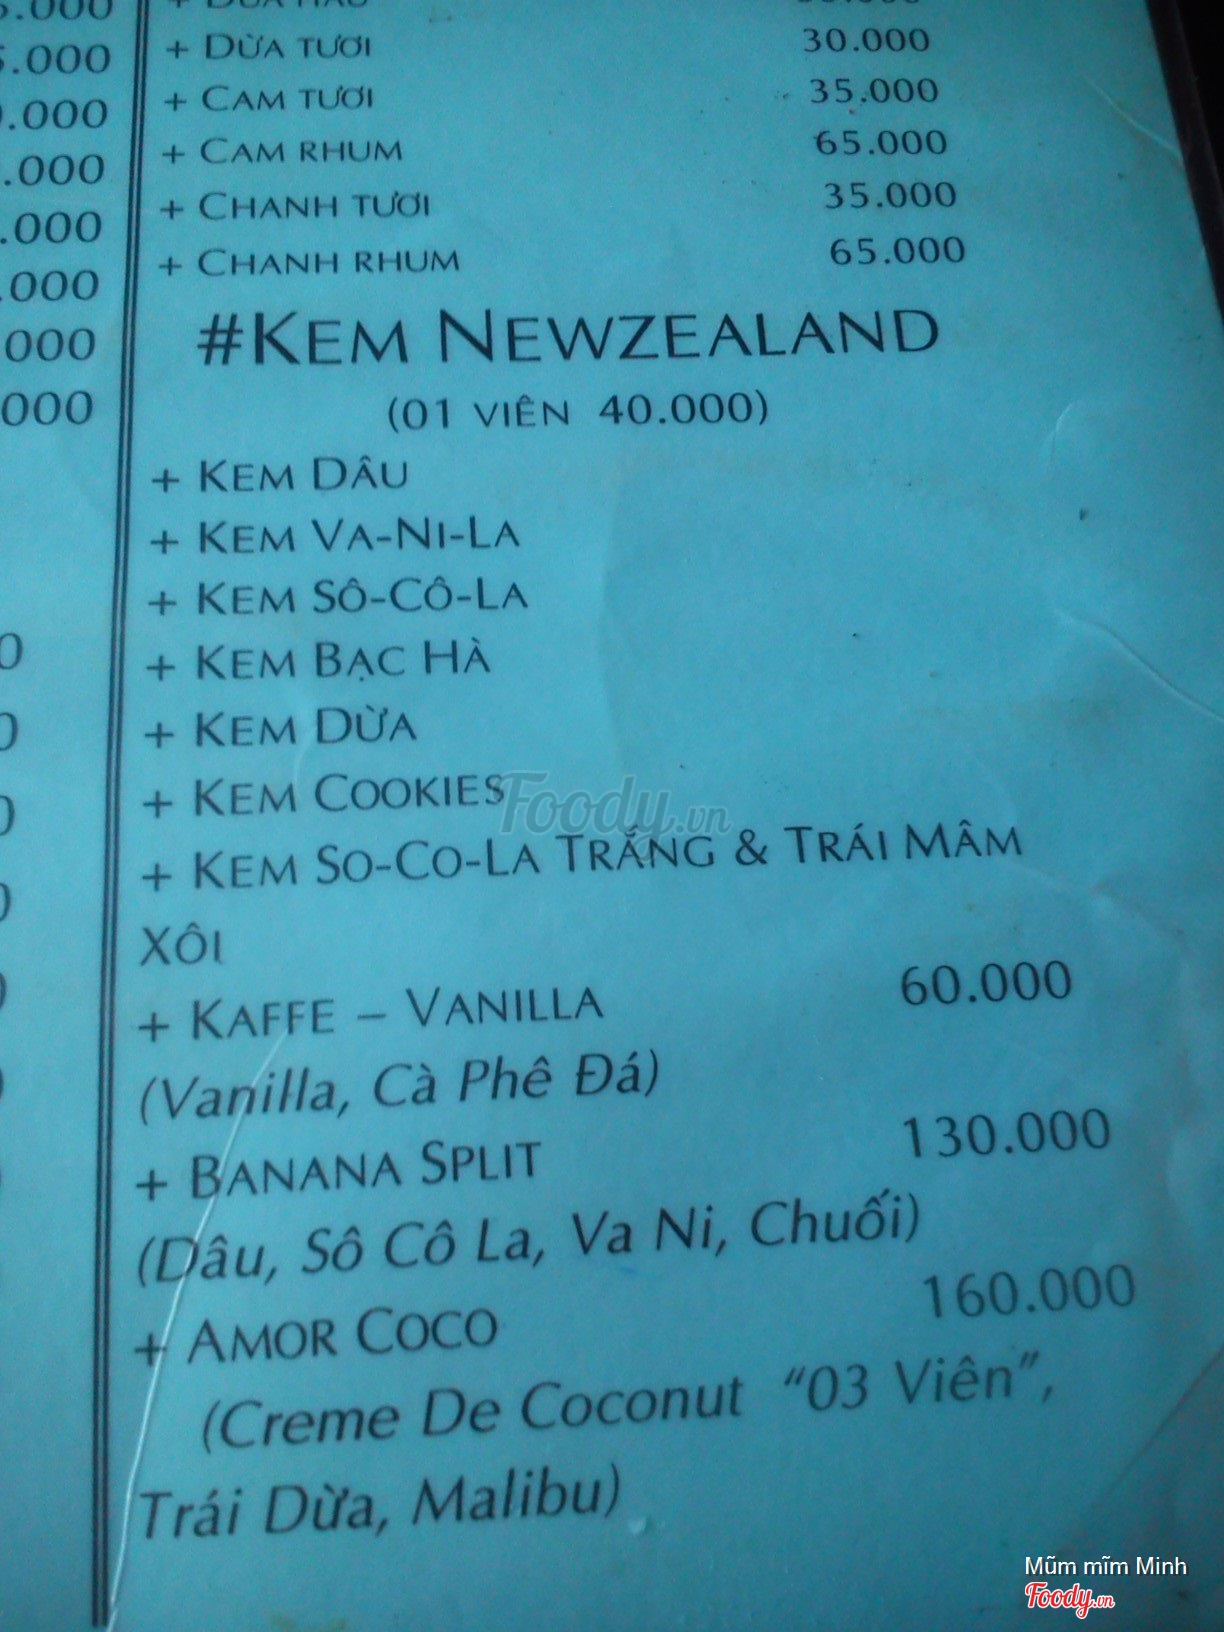 + DỪA TƯƠI 30.000
+ CAM TƯƠI 35.000
+ CAM RHUM 65.000
+ CHANH TƯƠI 35.000
+ CHANH RHUM 65.000
#KEM NEWZEALAND
(01 VIÊN 40.000)
+ KEM DÂU
+ KEM VA-NI-LA
+ KEM SÔ-CÔ-LA
+ KEM BẠC HÀ
+ KEM DỪA
+ KEM COOKIES
Foody.vn
+ KEM SO-CO-LA TRẮNG & TRÁI MÂM
XÔI
+ KAFFE – VANILLA 60.000
(Vanilla, Cà Phê Đá)
+ BANANA SPLIT 130.000
(Dâu, Sô Cô La, Va Ni, Chuối)
+ AMOR COCO 160.000
(Creme De Coconut "03 Viên",
Trái Dừa, Malibu)
Mũm mĩm Minh
Foody.vn